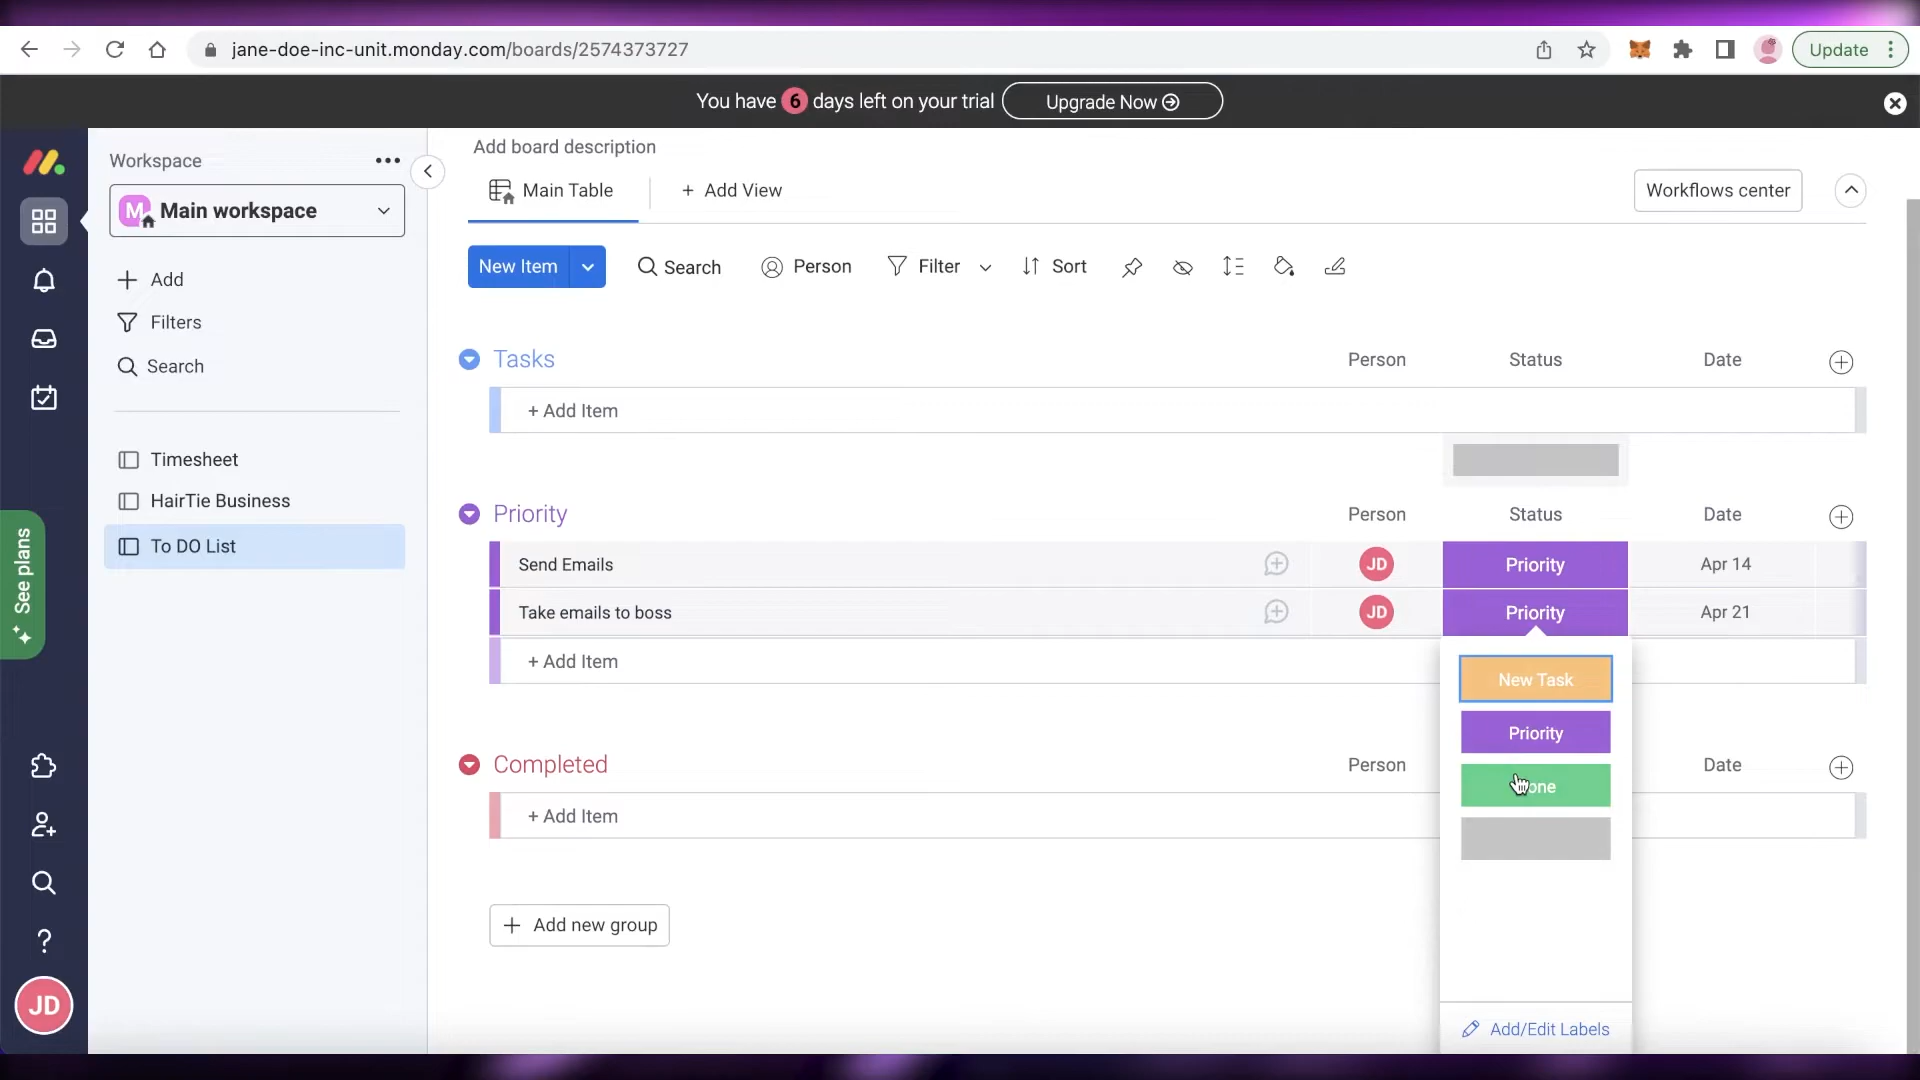 jane-doe-inc-unit.monday.com/boards/2574373727
Update
You have 6 days left on your trial
Upgrade Now
Workspace
M Main workspace
Add
Filters
Search
Timesheet
HairTie Business
To DO List
See plans
JD
Add board description
Main Table
+ Add View
Workflows center
New Item
Search
Person
Filter
Sort
Tasks
Person
Status
Date
+ Add Item
Priority
Person
Status
Date
Send Emails
JD
Priority
Apr 14
Take emails to boss
JD
Priority
Apr 21
+ Add Item
New Task
Priority
Completed
Person
Date
+ Add Item
+ Add new group
Add/Edit Labels